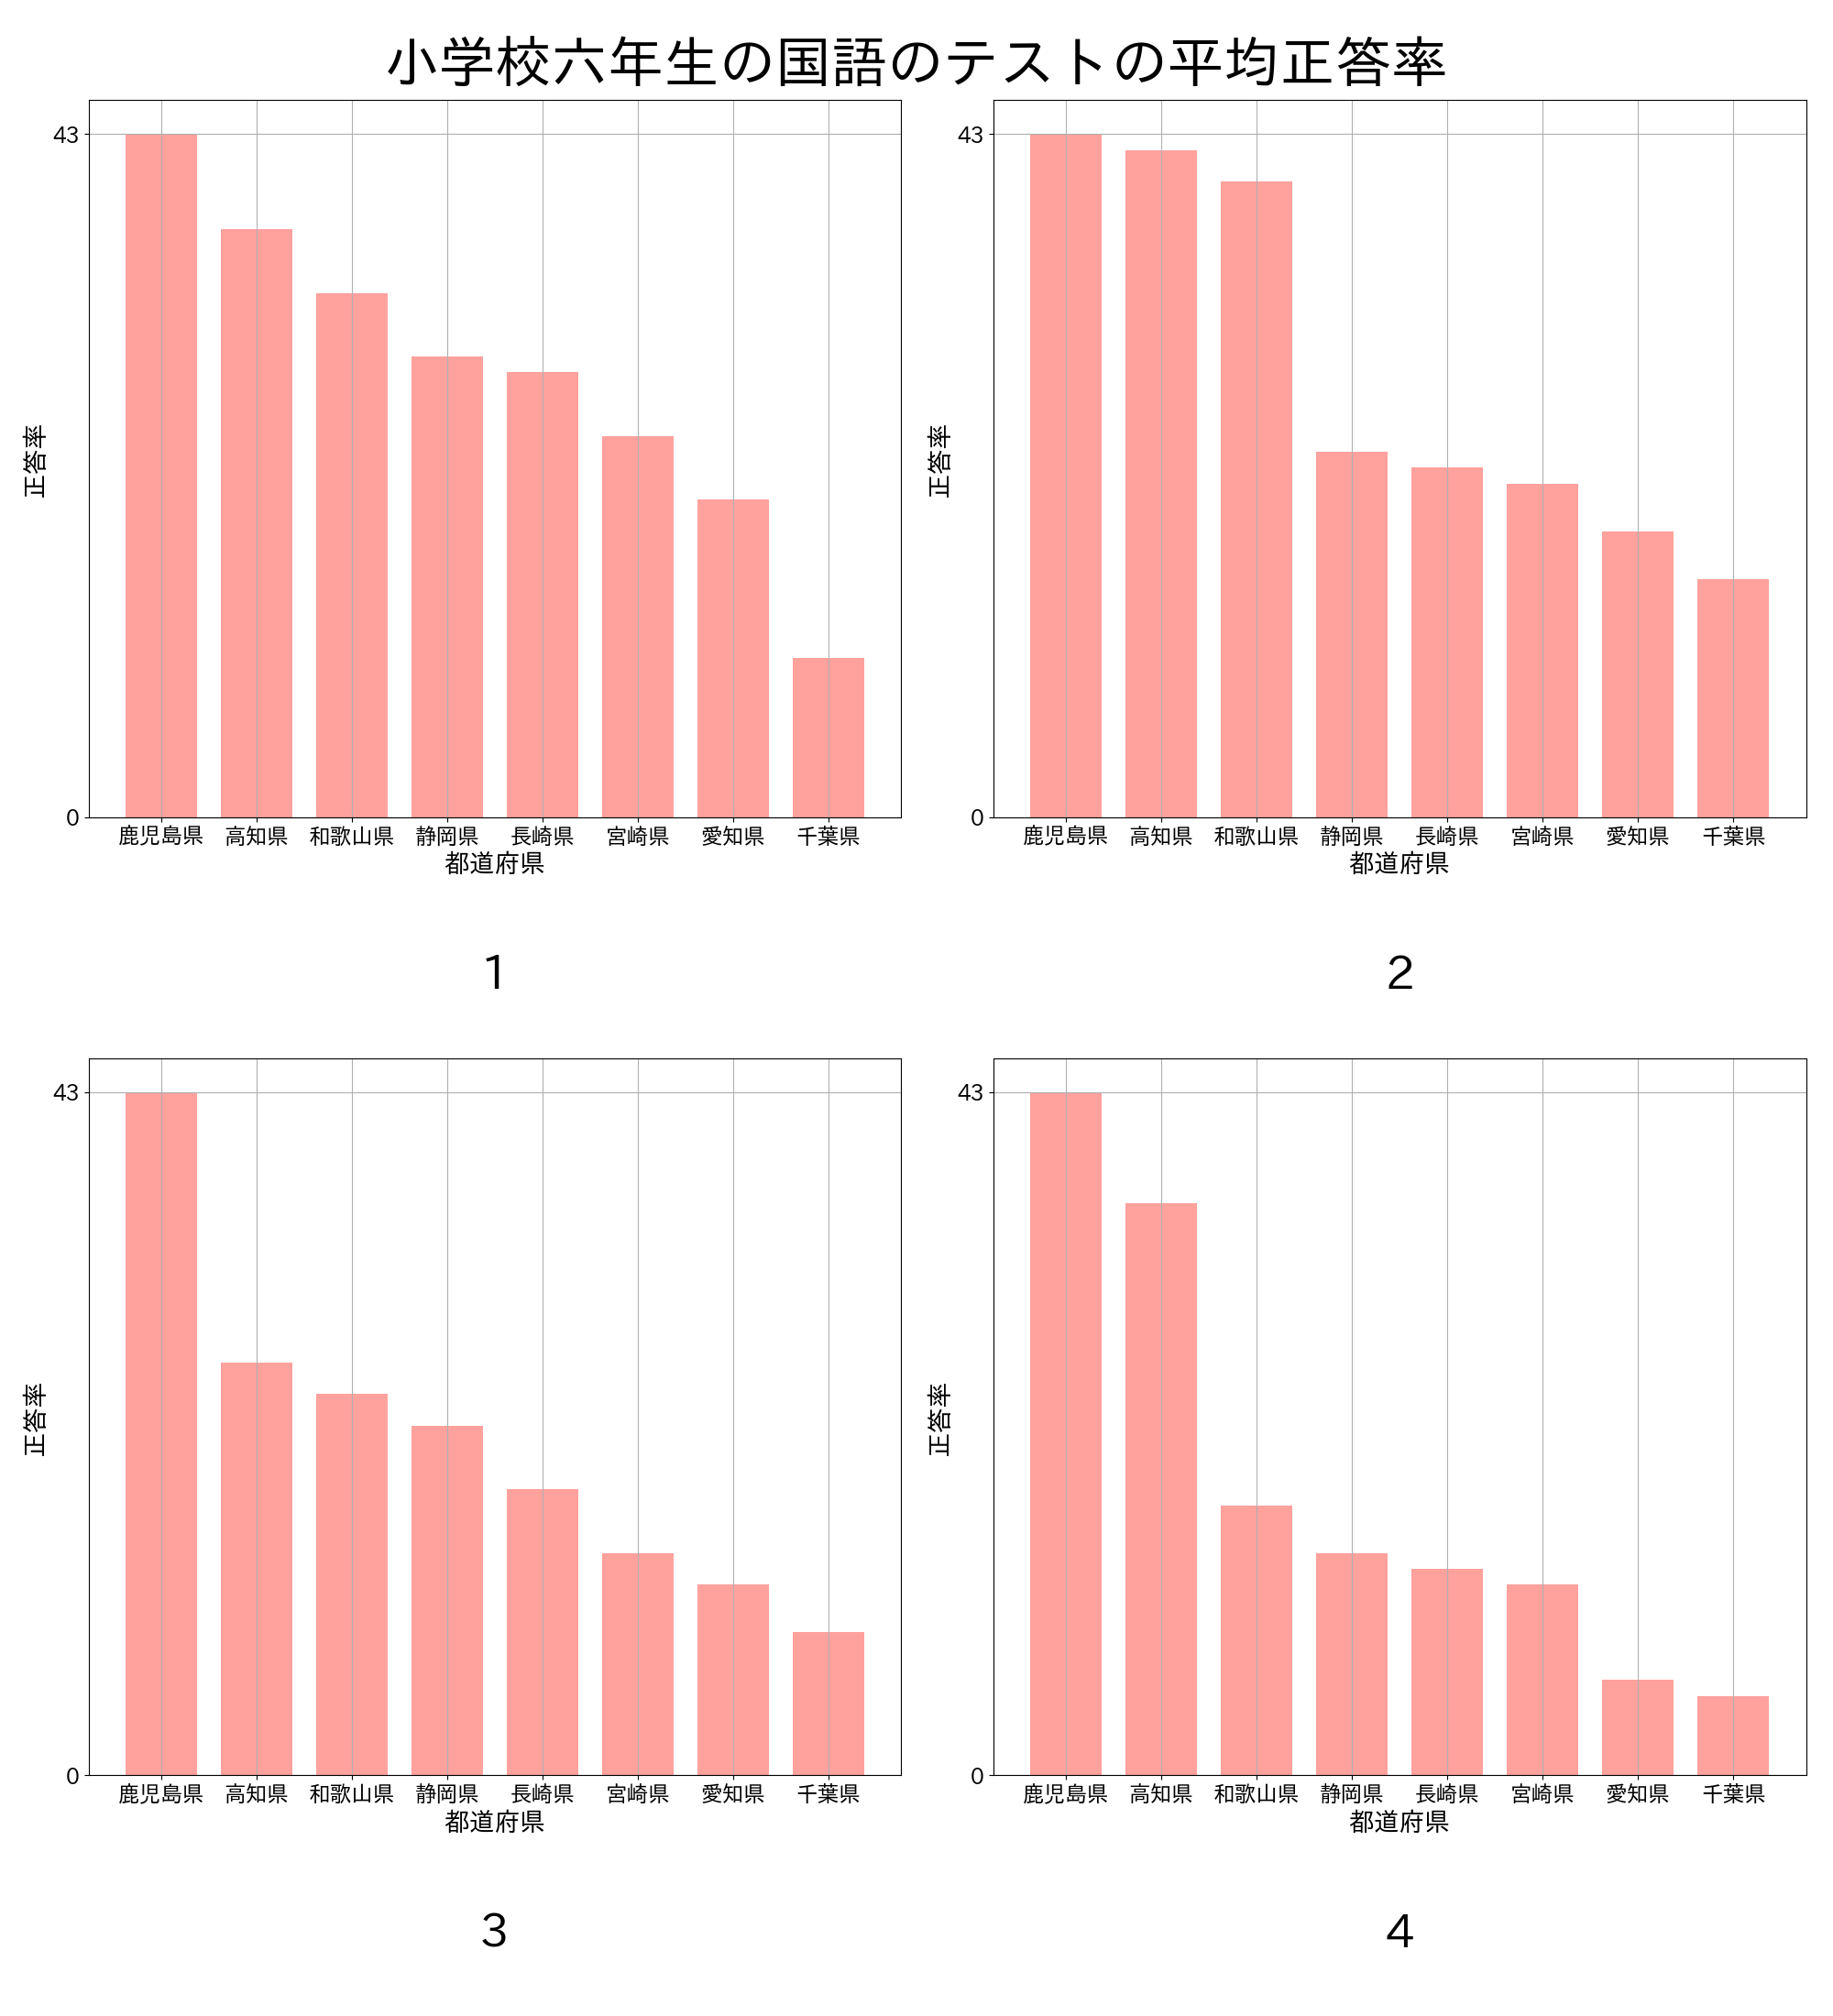 小学校六年生の国語のテストの平均正答率
43
0
正答率
鹿児島県 高知県 和歌山県 静岡県 長崎県 宮崎県 愛知県 千葉県
都道府県
1
43
0
正答率
鹿児島県 高知県 和歌山県 静岡県 長崎県 宮崎県 愛知県 千葉県
都道府県
2
43
0
正答率
鹿児島県 高知県 和歌山県 静岡県 長崎県 宮崎県 愛知県 千葉県
都道府県
3
43
0
正答率
鹿児島県 高知県 和歌山県 静岡県 長崎県 宮崎県 愛知県 千葉県
都道府県
4